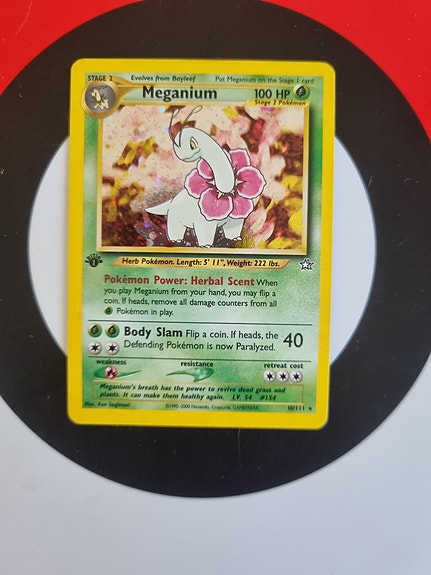 STAGE 2 Evolves from Bayleef Put Meganium on the Stage 1 card
Meganium 100 HP
Stage 2 Pokémon
EDITION 1
Herb Pokémon. Length: 5' 11", Weight: 222 lbs.
Pokémon Power: Herbal Scent When
you play Meganium from your hand, you may flip a
coin. If heads, remove all damage counters from all
Pokémon in play.
Body Slam Flip a coin. If heads, the
Defending Pokémon is now Paralyzed. 40
weakness resistance retreat cost
Meganium's breath has the power to revive dead grass and
plants. It can make them healthy again. LV. 54 #154
Illus. Ken Sugimori ©1995-2000 Nintendo, Creatures, GAMEFREAK. 10/111